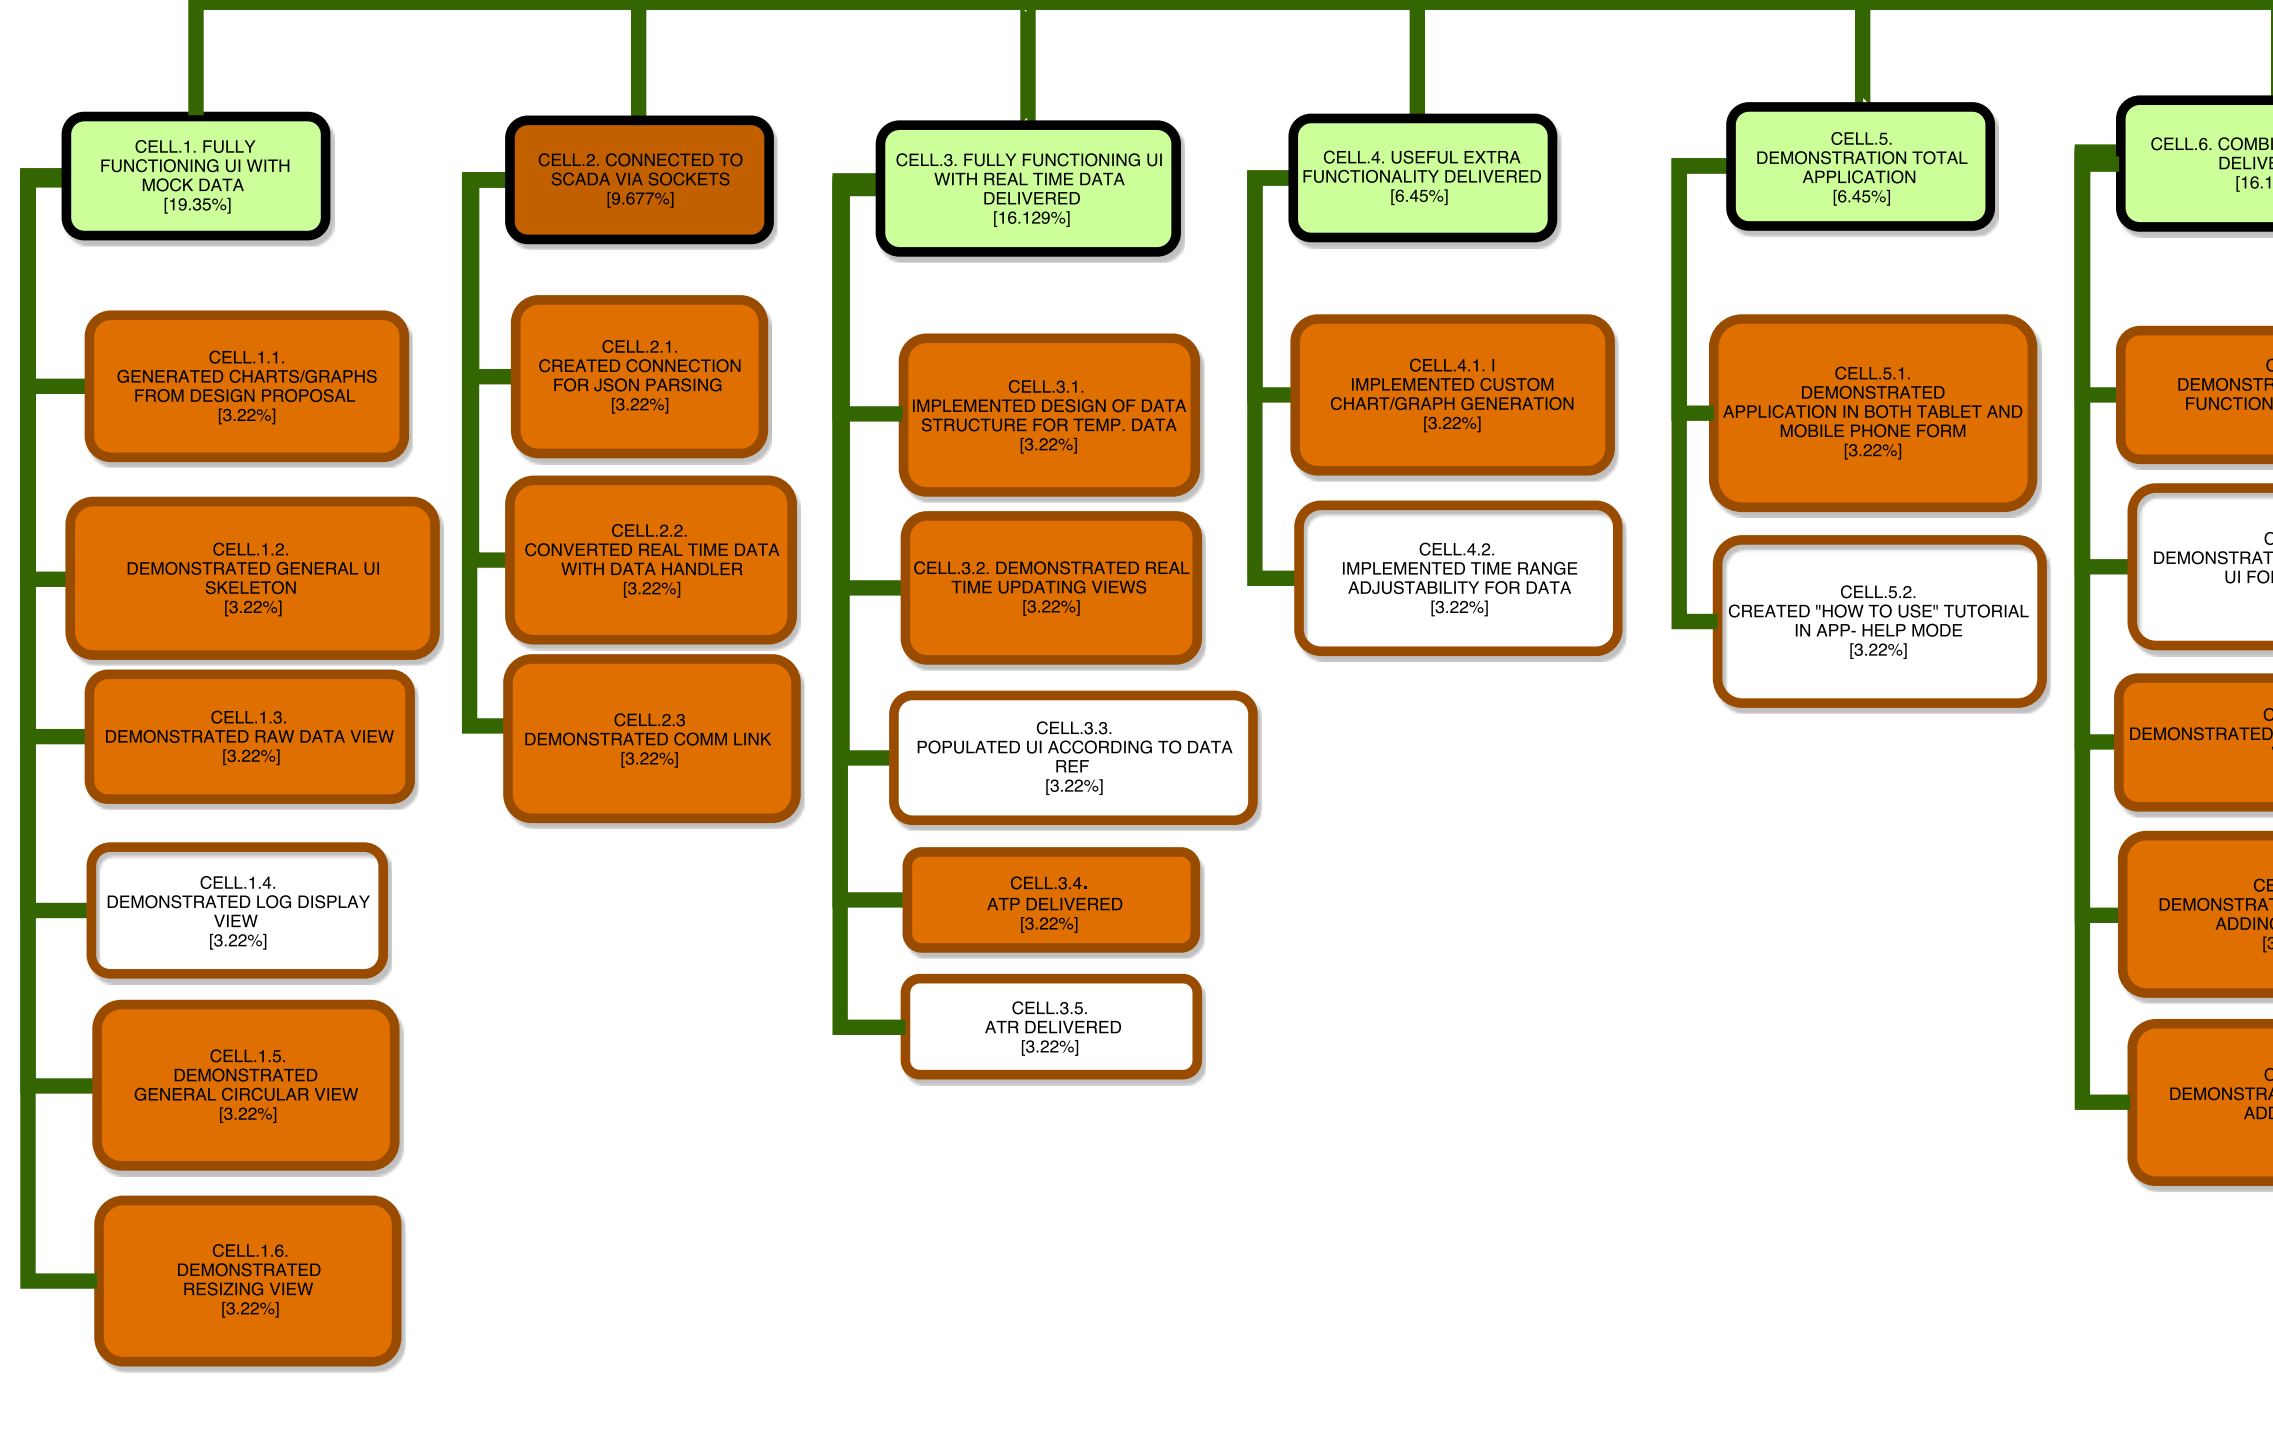 CELL.1. FULLY
FUNCTIONING UI WITH
MOCK DATA
[19.35%]
CELL.1.1.
GENERATED CHARTS/GRAPHS
FROM DESIGN PROPOSAL
[3.22%]
CELL.1.2.
DEMONSTRATED GENERAL UI
SKELETON
[3.22%]
CELL.1.3.
DEMONSTRATED RAW DATA VIEW
[3.22%]
CELL.1.4.
DEMONSTRATED LOG DISPLAY
VIEW
[3.22%]
CELL.1.5.
DEMONSTRATED
GENERAL CIRCULAR VIEW
[3.22%]
CELL.1.6.
DEMONSTRATED
RESIZING VIEW
[3.22%]
CELL.2. CONNECTED TO
SCADA VIA SOCKETS
[9.677%]
CELL.2.1.
CREATED CONNECTION
FOR JSON PARSING
[3.22%]
CELL.2.2.
CONVERTED REAL TIME DATA
WITH DATA HANDLER
[3.22%]
CELL.2.3
DEMONSTRATED COMM LINK
[3.22%]
CELL.3. FULLY FUNCTIONING UI
WITH REAL TIME DATA
DELIVERED
[16.129%]
CELL.3.1.
IMPLEMENTED DESIGN OF DATA
STRUCTURE FOR TEMP. DATA
[3.22%]
CELL.3.2. DEMONSTRATED REAL
TIME UPDATING VIEWS
[3.22%]
CELL.3.3.
POPULATED UI ACCORDING TO DATA
REF
[3.22%]
CELL.3.4.
ATP DELIVERED
[3.22%]
CELL.3.5.
ATR DELIVERED
[3.22%]
CELL.4. USEFUL EXTRA
FUNCTIONALITY DELIVERED
[6.45%]
CELL.4.1. I
IMPLEMENTED CUSTOM
CHART/GRAPH GENERATION
[3.22%]
CELL.4.2.
IMPLEMENTED TIME RANGE
ADJUSTABILITY FOR DATA
[3.22%]
CELL.5.
DEMONSTRATION TOTAL
APPLICATION
[6.45%]
CELL.5.1.
DEMONSTRATED
APPLICATION IN BOTH TABLET AND
MOBILE PHONE FORM
[3.22%]
CELL.5.2.
CREATED "HOW TO USE" TUTORIAL
IN APP- HELP MODE
[3.22%]
CELL.6.
DEMONSTRATED
UI
ADD